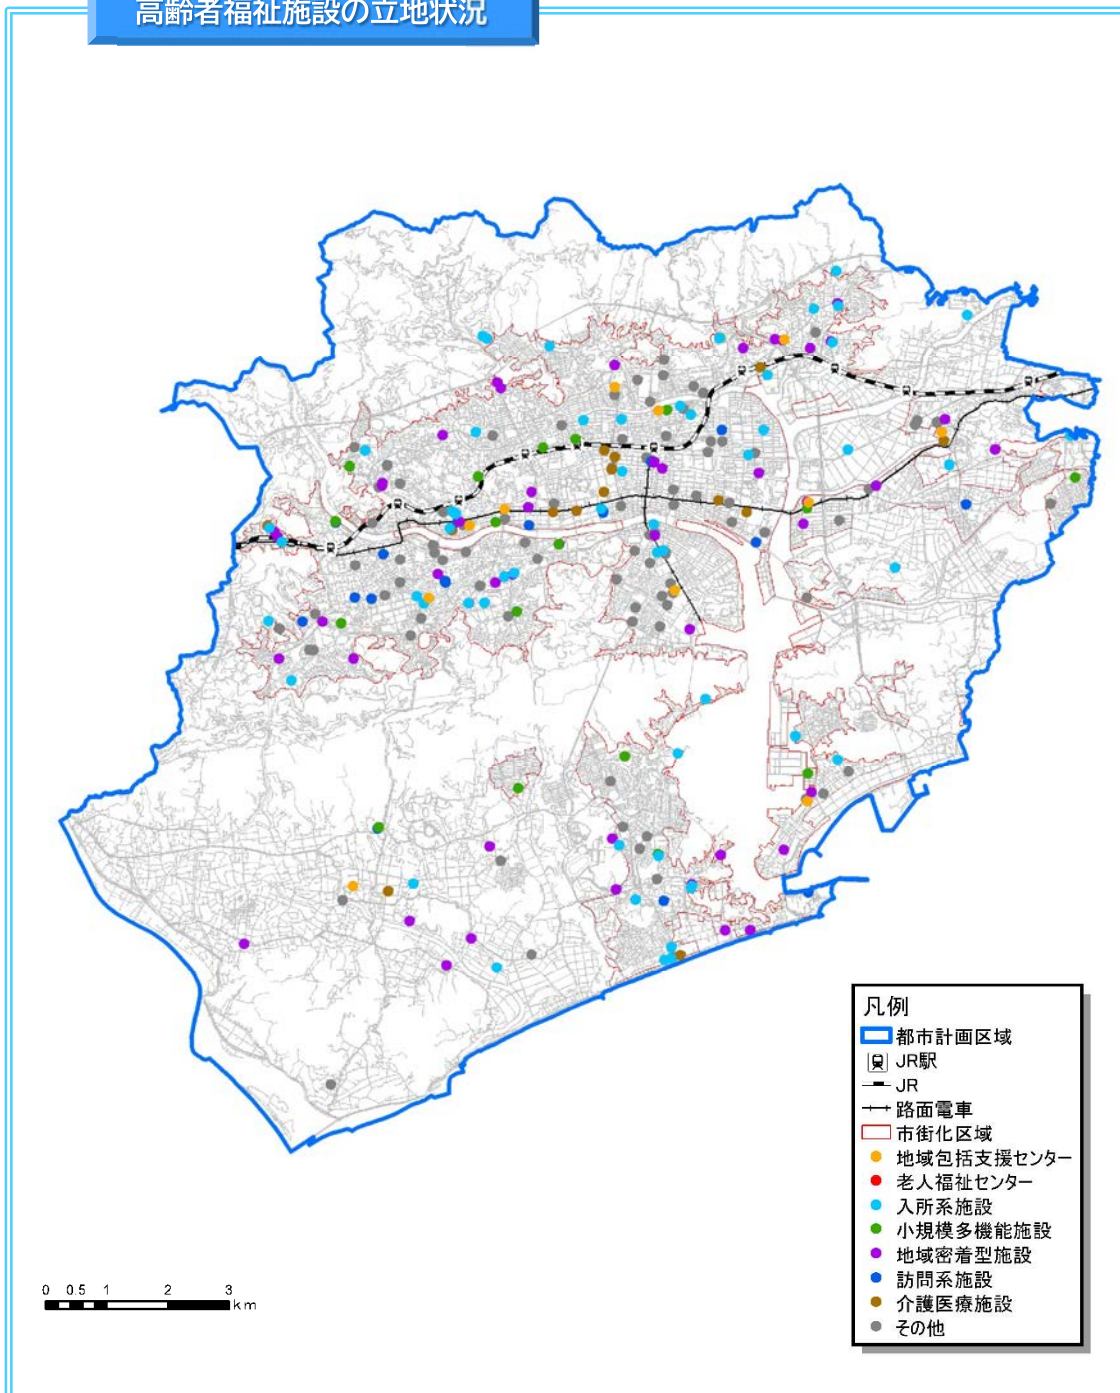 高齢者福祉施設の立地状況
凡例
都市計画区域
JR駅
JR
路面電車
市街化区域
地域包括支援センター
老人福祉センター
入所系施設
小規模多機能施設
地域密着型施設
訪問系施設
介護医療施設
その他
0 0.5 1 2 3
km